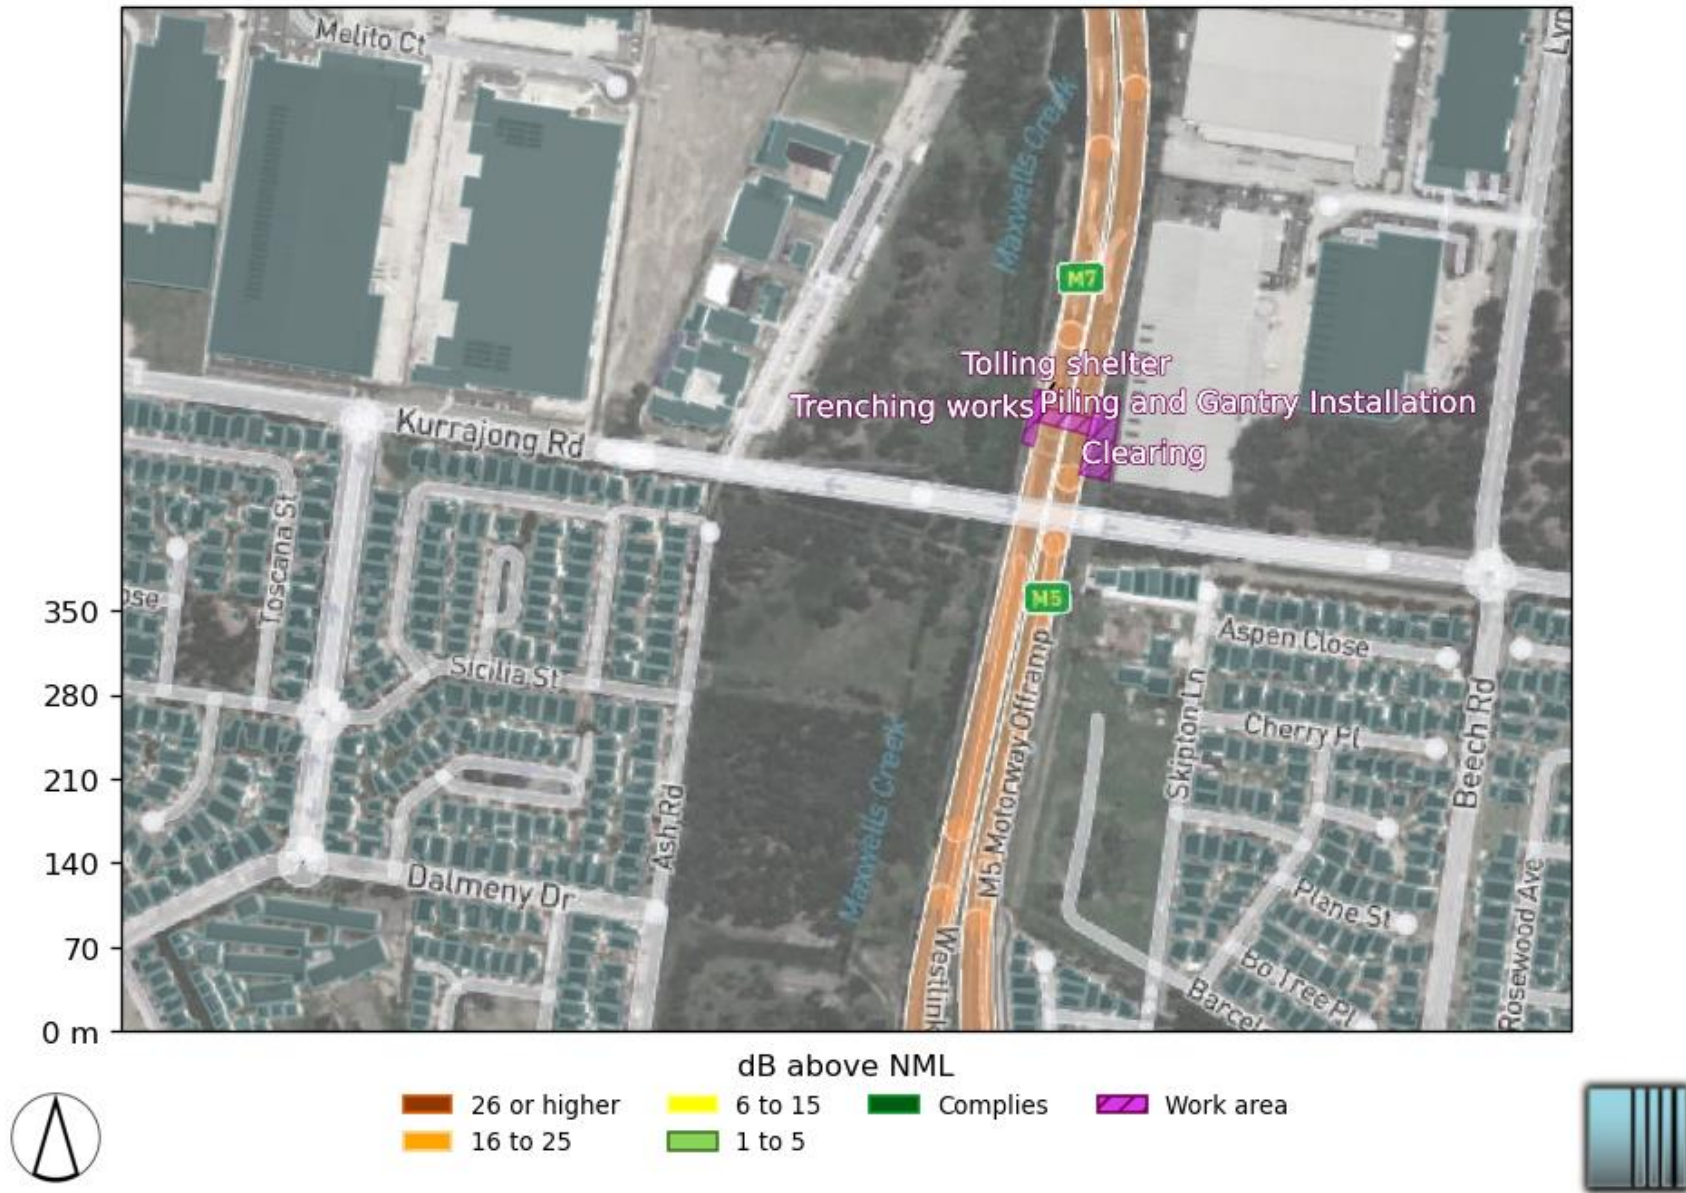 Melito Ct
Lyn
Maxwells Creek
M7
Tolling shelter
Trenching works
Piling and Gantry Installation
Clearing
Kurrajong Rd
Toscana St
ose
M5
Aspen Close
Sicilia St
Skipton Ln
Cherry Pl
Beech Rd
M5 Motorway Offramp
Maxwells Creek
Ash Rd
Dalmeny Dr
Plane St
Rosewood Ave
Bo Tree Pl
Barcel
Westlink
350
280
210
140
70
0 m
dB above NML
26 or higher
6 to 15
Complies
Work area
16 to 25
1 to 5